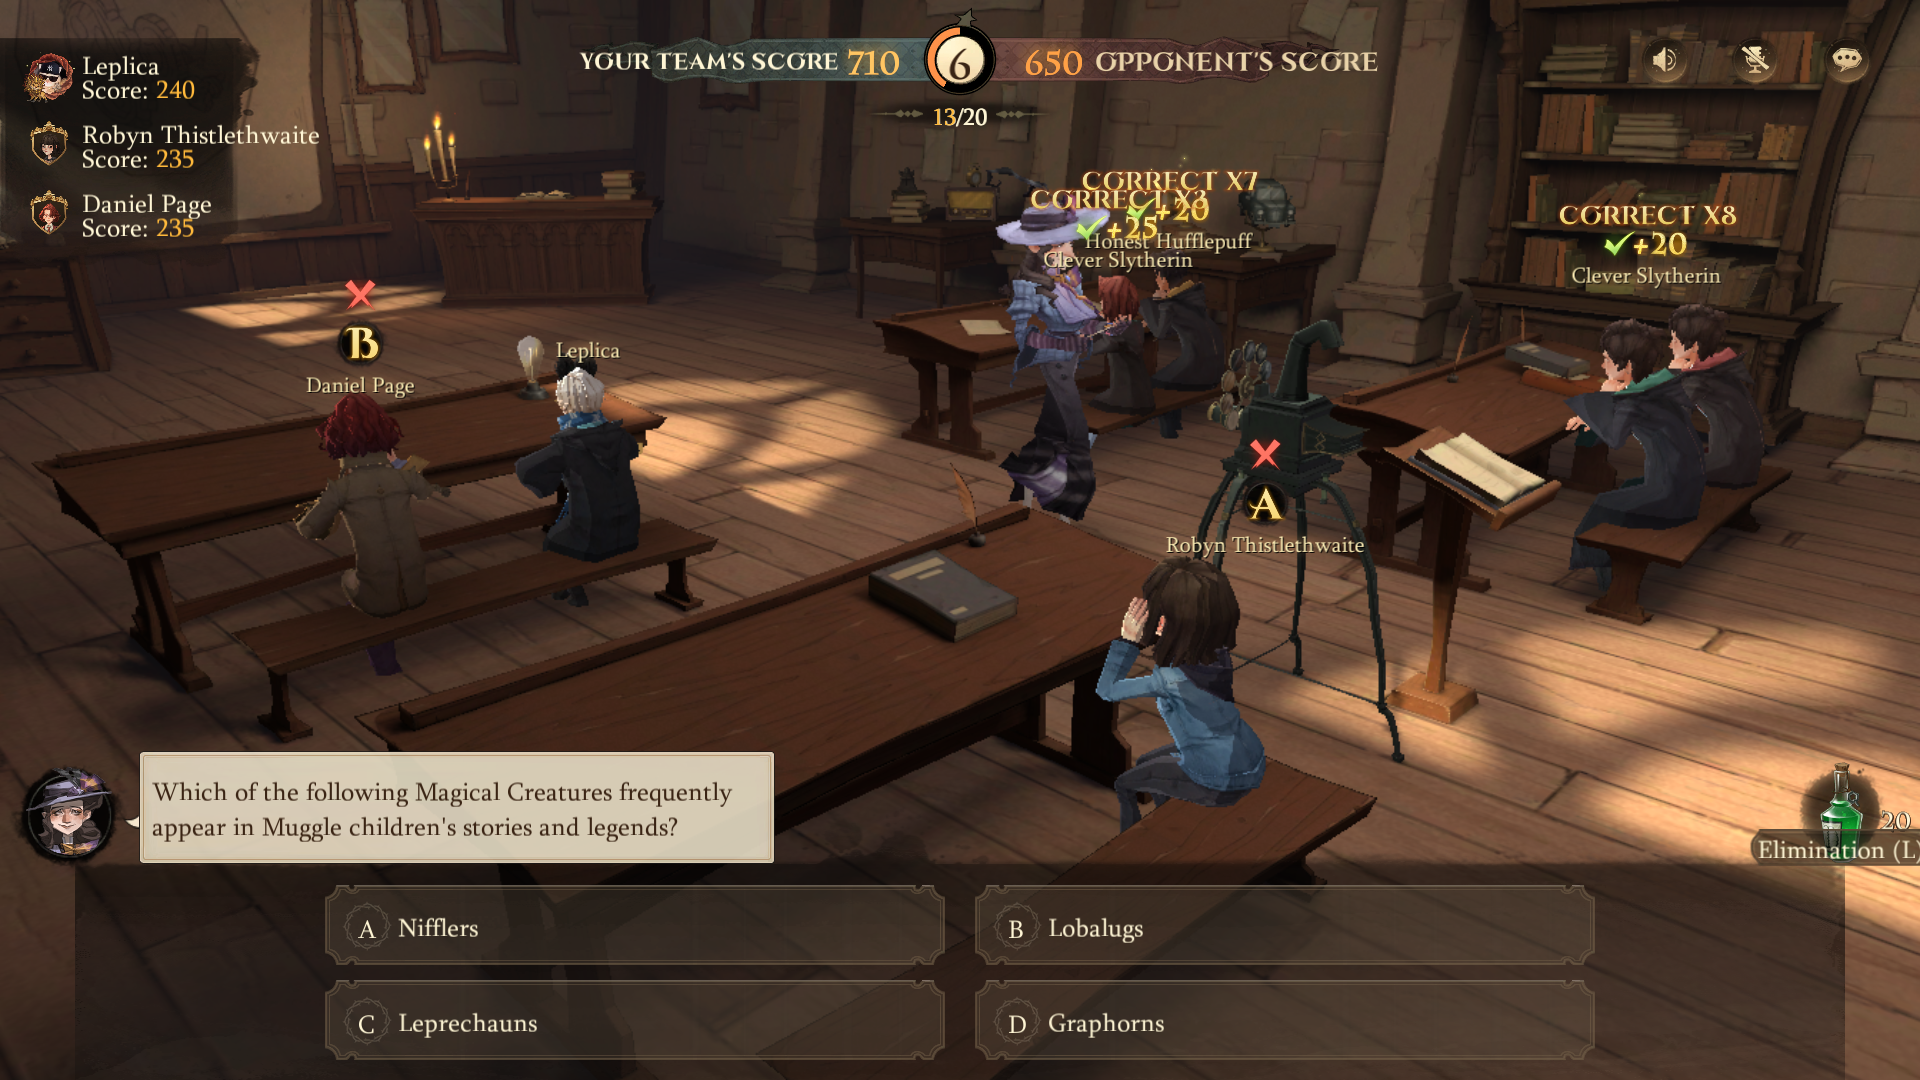 Leplica
Score: 240
Robyn Thistlethwaite
Score: 235
Daniel Page
Score: 235
YOUR TEAM'S SCORE 710
6
650 OPPONENT'S SCORE
13/20
CORRECT X7
+20
Honest Hufflepuff
CORRECT X3
+25
Clever Slytherin
CORRECT X8
+20
Clever Slytherin
B
Daniel Page
Leplica
A
Robyn Thistlethwaite
Which of the following Magical Creatures frequently
appear in Muggle children's stories and legends?
20
Elimination (L)
A Nifflers
B Lobalugs
C Leprechauns
D Graphorns